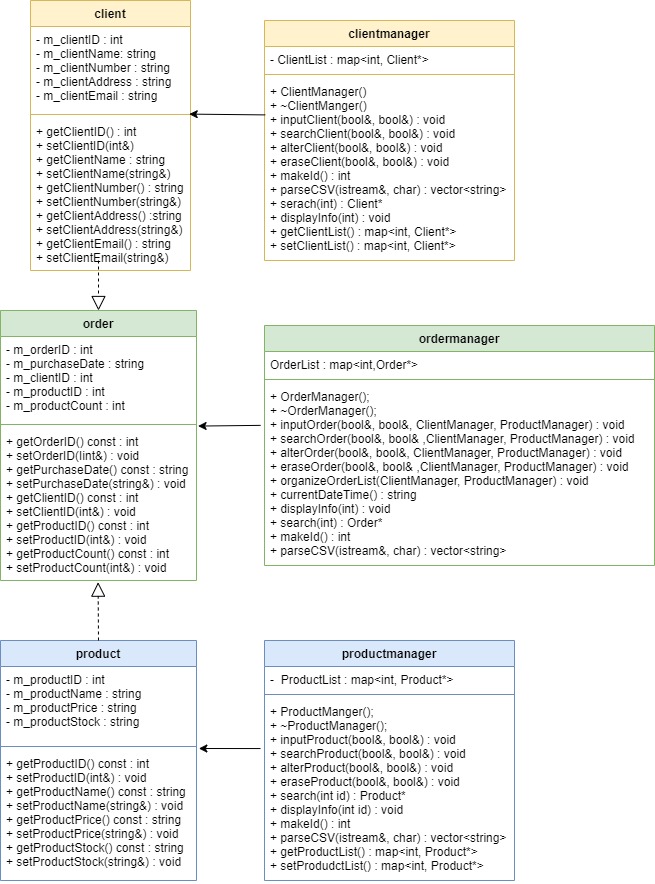 client
- m_clientID : int
- m_clientName: string
- m_clientNumber : string
- m_clientAddress : string
- m_clientEmail : string
+ getClientID() : int
+ setClientID(int&)
+ getClientName : string
+ setClientName(string&)
+ getClientNumber() : string
+ setClientNumber(string&)
+ getClientAddress() :string
+ setClientAddress(string&)
+ getClientEmail() : string
+ setClientEmail(string&)
clientmanager
- ClientList : map<int, Client*>
+ ClientManager()
+ ~ClientManger()
+ inputClient(bool&, bool&) : void
+ searchClient(bool&, bool&) : void
+ alterClient(bool&, bool&) : void
+ eraseClient(bool&, bool&) : void
+ makeId() : int
+ parseCSV(istream&, char) : vector<string>
+ serach(int) : Client*
+ displayInfo(int) : void
+ getClientList() : map<int, Client*>
+ setClientList() : map<int, Client*>
order
- m_orderID : int
- m_purchaseDate : string
- m_clientID : int
- m_productID : int
- m_productCount : int
+ getOrderID() const : int
+ setOrderID(Iint&) : void
+ getPurchaseDate() const : string
+ setPurchaseDate(string&) : void
+ getClientID() const : int
+ setClientID(int&) : void
+ getProductID() const : int
+ setProductID(int&) : void
+ getProductCount() const : int
+ setProductCount(int&) : void
ordermanager
OrderList : map<int,Order*>
+ OrderManager();
+ ~OrderManager();
+ inputOrder(bool&, bool&, ClientManager, ProductManager) : void
+ searchOrder(bool&, bool& ,ClientManager, ProductManager) : void
+ alterOrder(bool&, bool&, ClientManager, ProductManager) : void
+ eraseOrder(bool&, bool& ,ClientManager, ProductManager) : void
+ organizeOrderList(ClientManager, ProductManager) : void
+ currentDateTime() : string
+ displayInfo(int) : void
+ search(int) : Order*
+ makeId() : int
+ parseCSV(istream&, char) : vector<string>
product
- m_productID : int
- m_productName : string
- m_productPrice : string
- m_productStock : string
+ getProductID() const : int
+ setProductID(int&) : void
+ getProductName() const : string
+ setProductName(string&) : void
+ getProductPrice() const : string
+ setProductPrice(string&) : void
+ getProductStock() const : string
+ setProductStock(string&) : void
productmanager
- ProductList : map<int, Product*>
+ ProductManger();
+ ~ProductManager();
+ inputProduct(bool&, bool&) : void
+ searchProduct(bool&, bool&) : void
+ alterProduct(bool&, bool&) : void
+ eraseProduct(bool&, bool&) : void
+ search(int id) : Product*
+ displayInfo(int id) : void
+ makeId() : int
+ parseCSV(istream&, char) : vector<string>
+ getProductList() : map<int, Product*>
+ setProdudctList() : map<int, Product*>